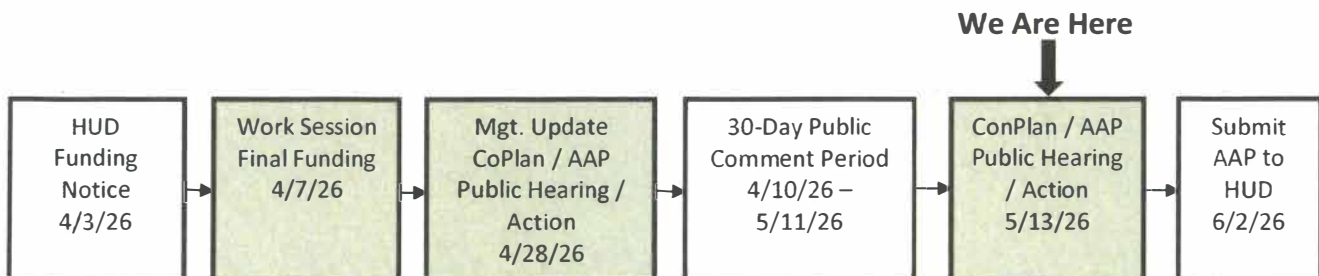 We Are Here
HUD
Funding
Notice
4/3/26
Work Session
Final Funding
4/7/26
Mgt. Update
CoPlan / AAP
Public Hearing /
Action
4/28/26
30-Day Public
Comment Period
4/10/26 –
5/11/26
ConPlan / AAP
Public Hearing
/ Action
5/13/26
Submit
AAP to
HUD
6/2/26